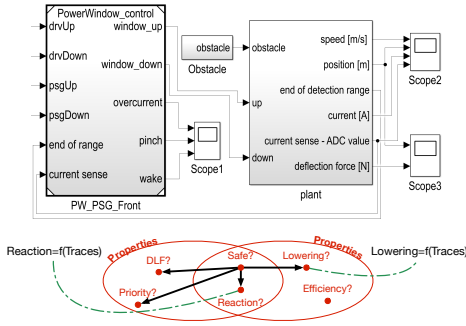 PowerWindow_control
drvUp
drvDown
psgUp
psgDown
end of range
current sense
window_up
window_down
overcurrent
pinch
wake
PW_PSG_Front
Scope1
obstacle
Obstacle
obstacle
up
down
speed [m/s]
position [m]
end of detection range
current [A]
current sense - ADC value
deflection force [N]
plant
Scope2
Scope3
Properties
Properties
Reaction=f(Traces)
Lowering=f(Traces)
DLF?
Safe?
Lowering?
Priority?
Reaction?
Efficiency?